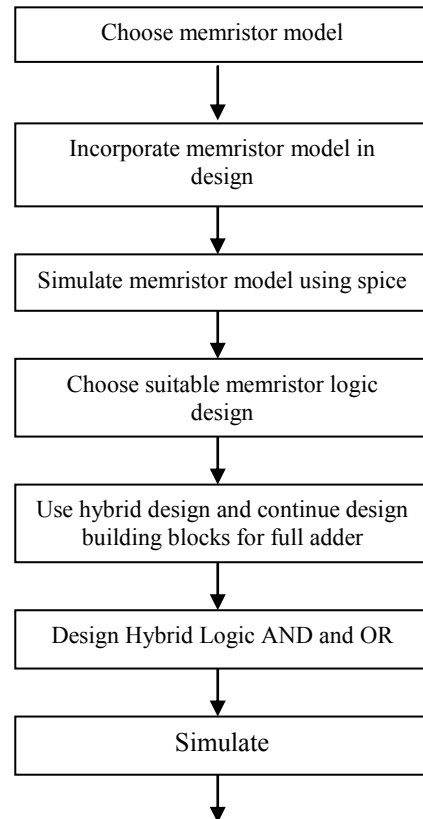 Choose memristor model
Incorporate memristor model in
design
Simulate memristor model using spice
Choose suitable memristor logic
design
Use hybrid design and continue design
building blocks for full adder
Design Hybrid Logic AND and OR
Simulate